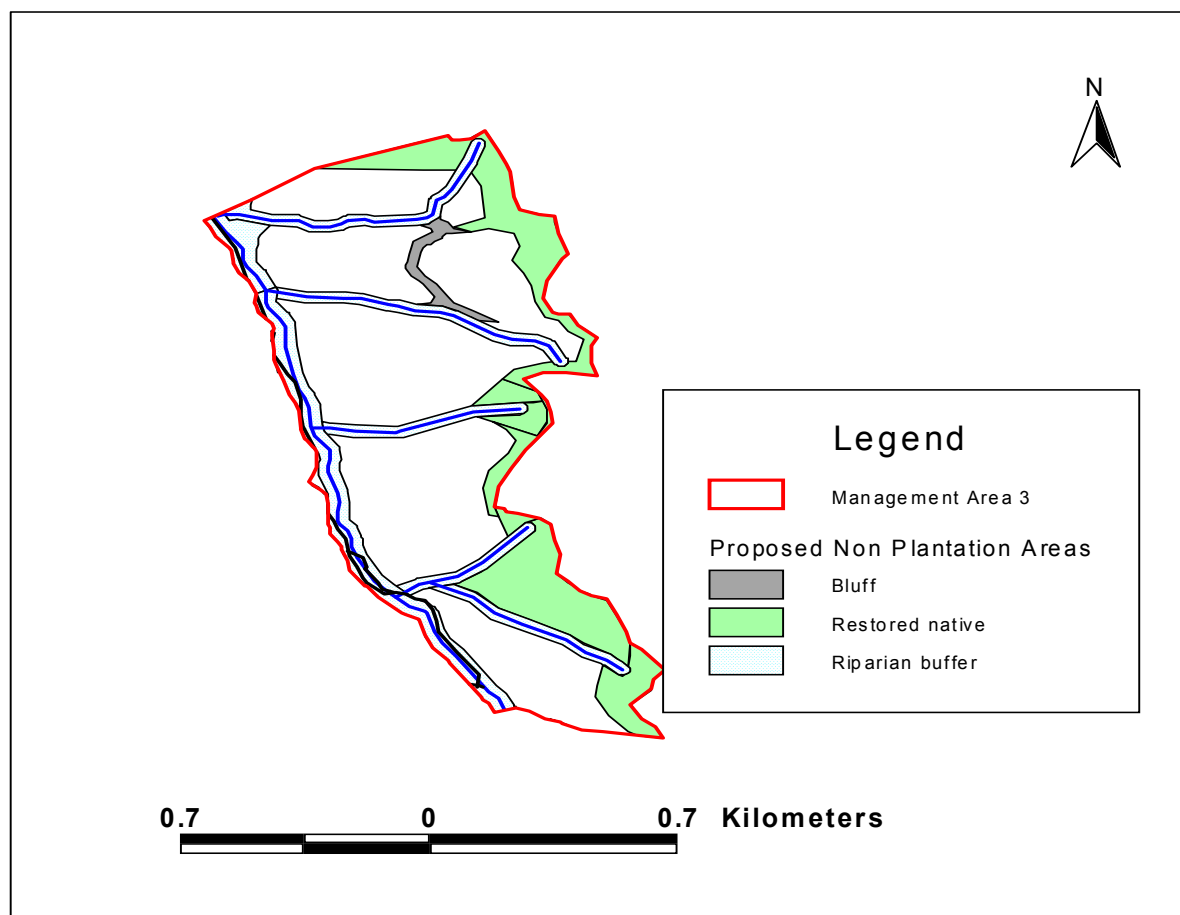 N
Legend
Management Area 3
Proposed Non Plantation Areas
Bluff
Restored native
Riparian buffer
0.7 0 0.7 Kilometers